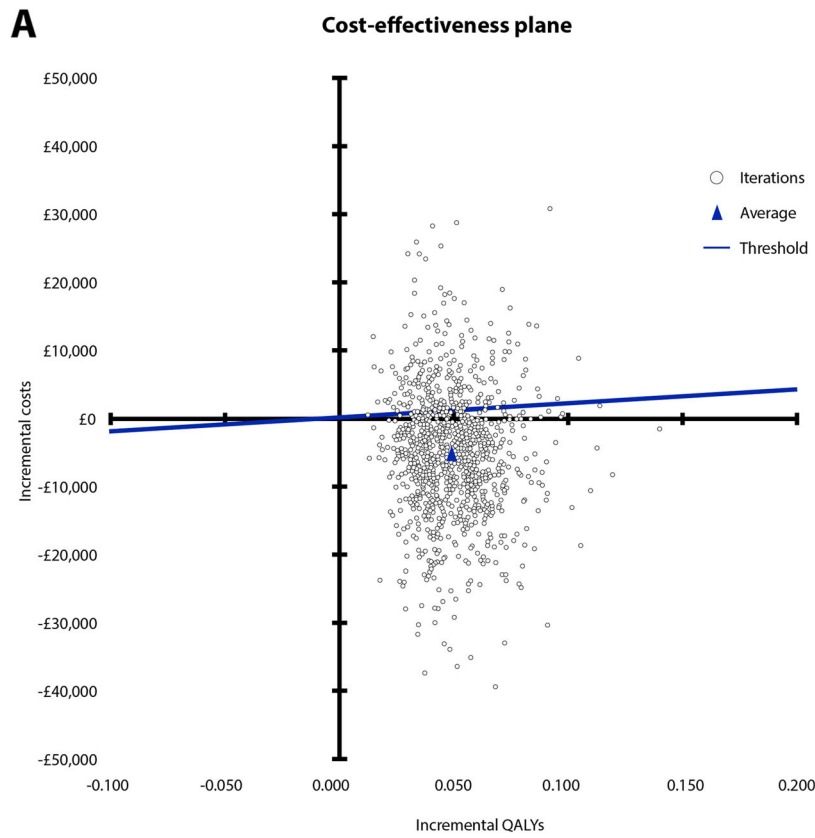 A
Cost-effectiveness plane
£50,000
£40,000
£30,000
£20,000
£10,000
£0
-£10,000
-£20,000
-£30,000
-£40,000
-£50,000
Incremental costs
Iterations
Average
Threshold
-0.100 -0.050 0.000 0.050 0.100 0.150 0.200
Incremental QALYs